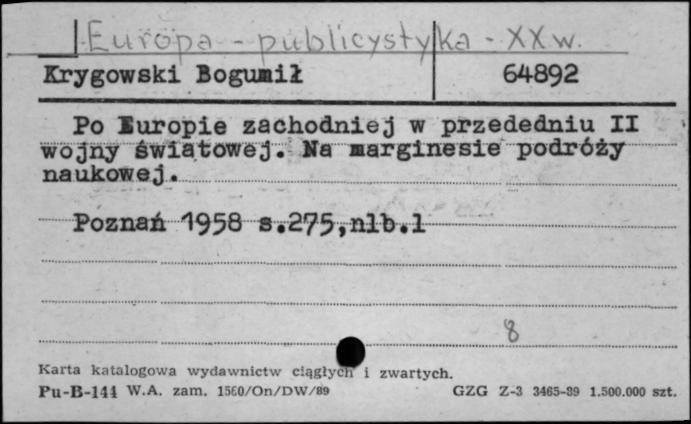 Europa - publicystyka - XX w.
Krygowski Bogumił 64892
Po Europie zachodniej w przededniu II
wojny światowej. Na marginesie podróży
naukowej.
Poznań 1958 s.275,nlb.1
8
Karta katalogowa wydawnictw ciągłych i zwartych.
Pu-B-144 W.A. zam. 1560/On/DW/89 GZG Z-3 3465-89 1.500.000 szt.